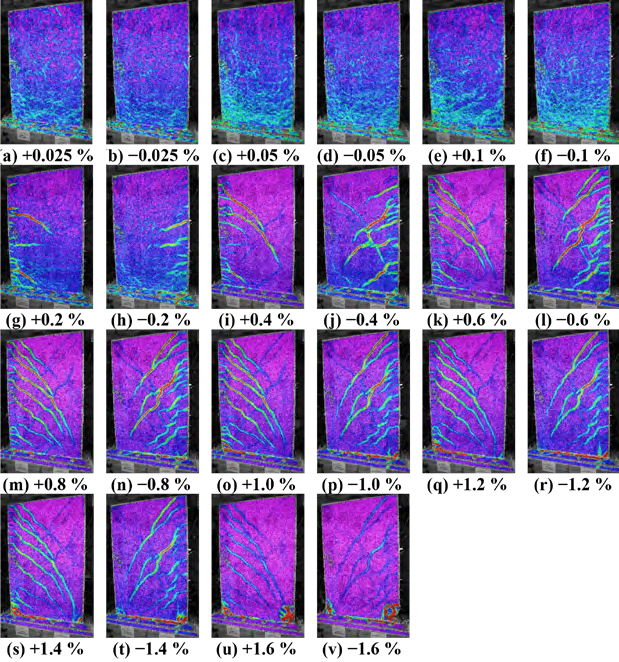 (a) +0.025 % b) −0.025 % (c) +0.05 % (d) −0.05 % (e) +0.1 % (f) −0.1 %
(g) +0.2 % (h) −0.2 % (i) +0.4 % (j) −0.4 % (k) +0.6 % (l) −0.6 %
(m) +0.8 % (n) −0.8 % (o) +1.0 % (p) −1.0 % (q) +1.2 % (r) −1.2 %
(s) +1.4 % (t) −1.4 % (u) +1.6 % (v) −1.6 %